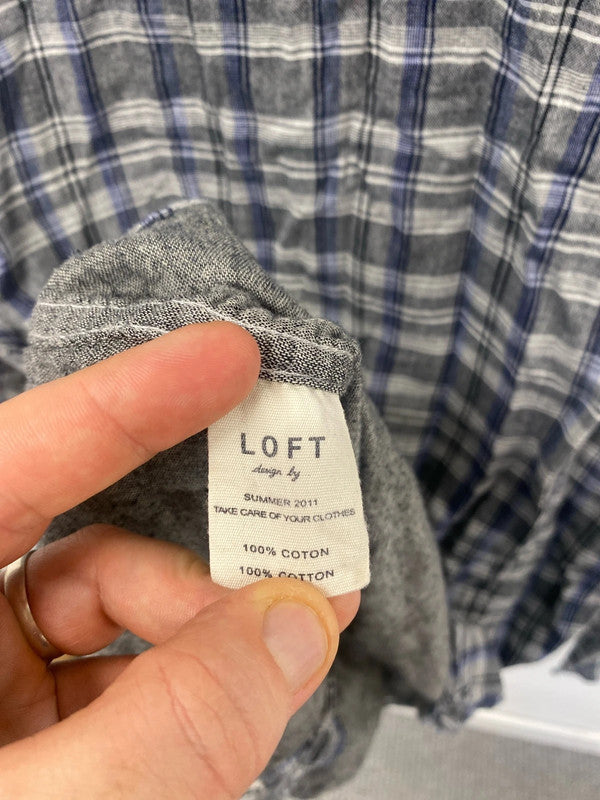 LOFT
design by
SUMMER 2011
TAKE CARE OF YOUR CLOTHES
100% COTON
100% COTTON